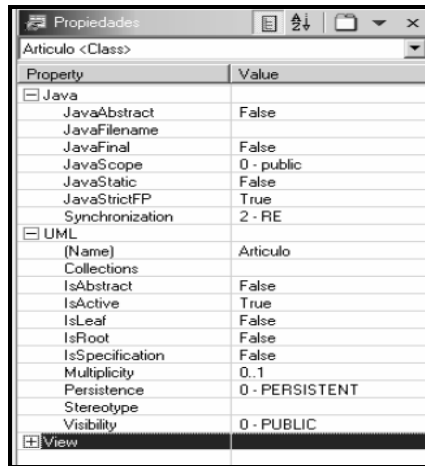 Propiedades
Articulo <Class>
Property Value
Java
JavaAbstract False
JavaFilename
JavaFinal False
JavaScope 0 - public
JavaStatic False
JavaStrictFP True
Synchronization 2 - RE
UML
(Name) Articulo
Collections
IsAbstract False
IsActive True
IsLeaf False
IsRoot False
IsSpecification False
Multiplicity 0..1
Persistence 0 - PERSISTENT
Stereotype
Visibility 0 - PUBLIC
View